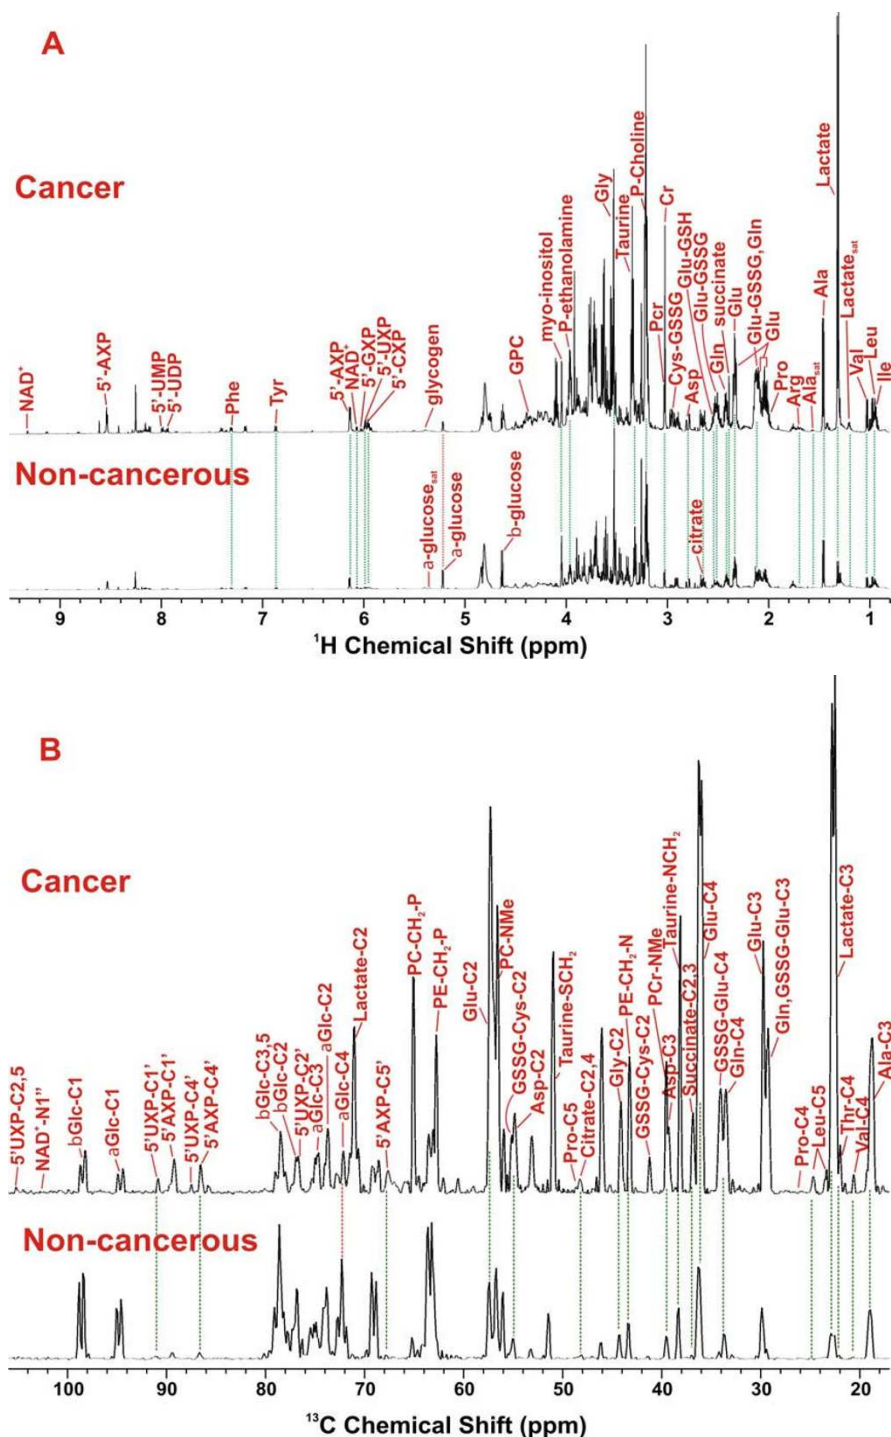 A
Cancer
NAD⁺
5'-AXP
5'-UMP
5'-UDP
Phe
Tyr
5'-AXP
NAD⁺
5'-GXP
5'-UXP
5'-CXP
glycogen
GPC
myo-inositol
P-ethanolamine
Gly
Taurine
P-Choline
Pcr
Cr
Cys-GSSG
Asp
Glu-GSH
Glu-GSSG
Gln
succinate
Glu
Glu-GSSG,Gln
Glu
Pro
Arg
Alasat
Ala
Lactate
Lactatesat
Val
Leu
Ile
Non-cancerous
a-glucosesat
a-glucose
b-glucose
citrate
9 8 7 6 5 4 3 2 1
¹H Chemical Shift (ppm)
B
Cancer
5'UXP-C2,5
NAD⁺-N1''
bGlc-C1
aGlc-C1
5'UXP-C1'
5'AXP-C1'
5'UXP-C4'
5'AXP-C4'
bGlc-C3,5
bGlc-C2
5'UXP-C2'
aGlc-C3
aGlc-C2
aGlc-C4
Lactate-C2
5'AXP-C5'
PC-CH₂-P
PE-CH₂-P
Glu-C2
PC-NMe
GSSG-Cys-C2
Asp-C2
Taurine-SCH₂
Pro-C5
Citrate-C2,4
Gly-C2
PE-CH₂-N
GSSG-Cys-C2
PCr-NMe
Asp-C3
Taurine-NCH₂
Succinate-C2,3
Glu-C4
GSSG-Glu-C4
Gln-C4
Glu-C3
Gln,GSSG-Glu-C3
Pro-C4
Leu-C5
Lactate-C3
Thr-C4
Val-C4
Ala-C3
Non-cancerous
100 90 80 70 60 50 40 30 20
¹³C Chemical Shift (ppm)